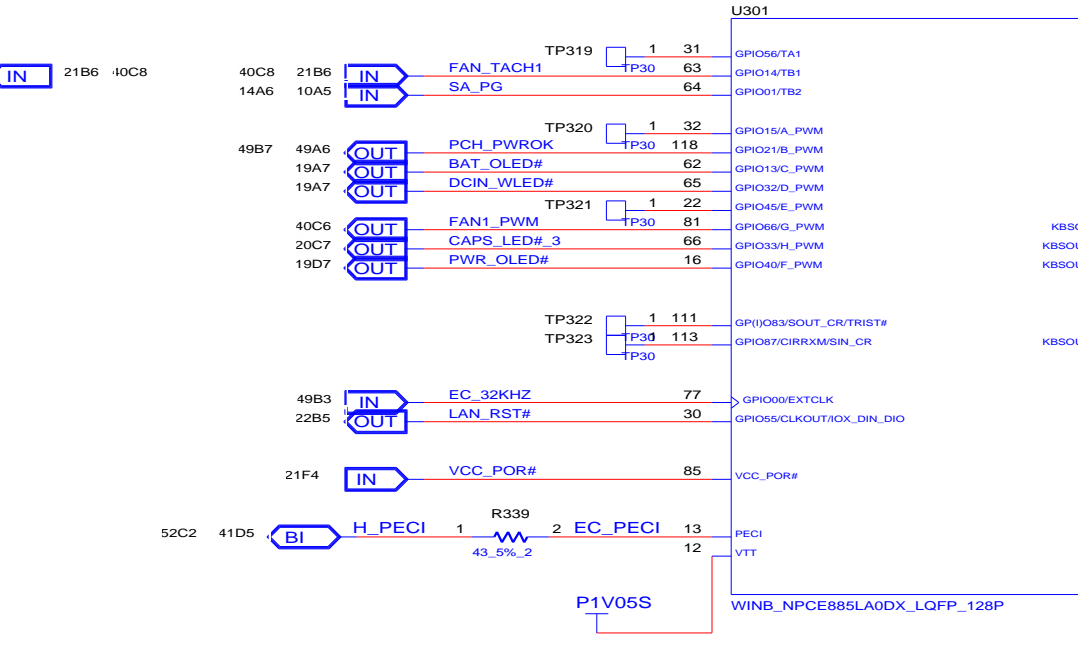 U301
TP319 1 31 GPIO56/TA1
TP30
IN 21B6 40C8 40C8 21B6 IN FAN_TACH1 63 GPIO14/TB1
14A6 10A5 IN SA_PG 64 GPIO01/TB2
TP320 1 32 GPIO15/A_PWM
TP30
49B7 49A6 OUT PCH_PWROK 118 GPIO21/B_PWM
19A7 OUT BAT_OLED# 62 GPIO13/C_PWM
19A7 OUT DCIN_WLED# 65 GPIO32/D_PWM
TP321 1 22 GPIO45/E_PWM
TP30
40C6 OUT FAN1_PWM 81 GPIO66/G_PWM
20C7 OUT CAPS_LED#_3 66 GPIO33/H_PWM KBSOU
19D7 OUT PWR_OLED# 16 GPIO40/F_PWM KBSOU
TP322 1 111 GP(I)O83/SOUT_CR/TRIST#
TP30
TP323 1 113 GPIO87/CIRRXM/SIN_CR KBSOU
TP30
49B3 IN EC_32KHZ 77 GPIO00/EXTCLK
22B5 OUT LAN_RST# 30 GPIO55/CLKOUT/IOX_DIN_DIO
21F4 IN VCC_POR# 85 VCC_POR#
R339
52C2 41D5 BI H_PECI 1 2 EC_PECI 13 PECI
43_5%_2
12 VTT
P1V05S
WINB_NPCE885LA0DX_LQFP_128P